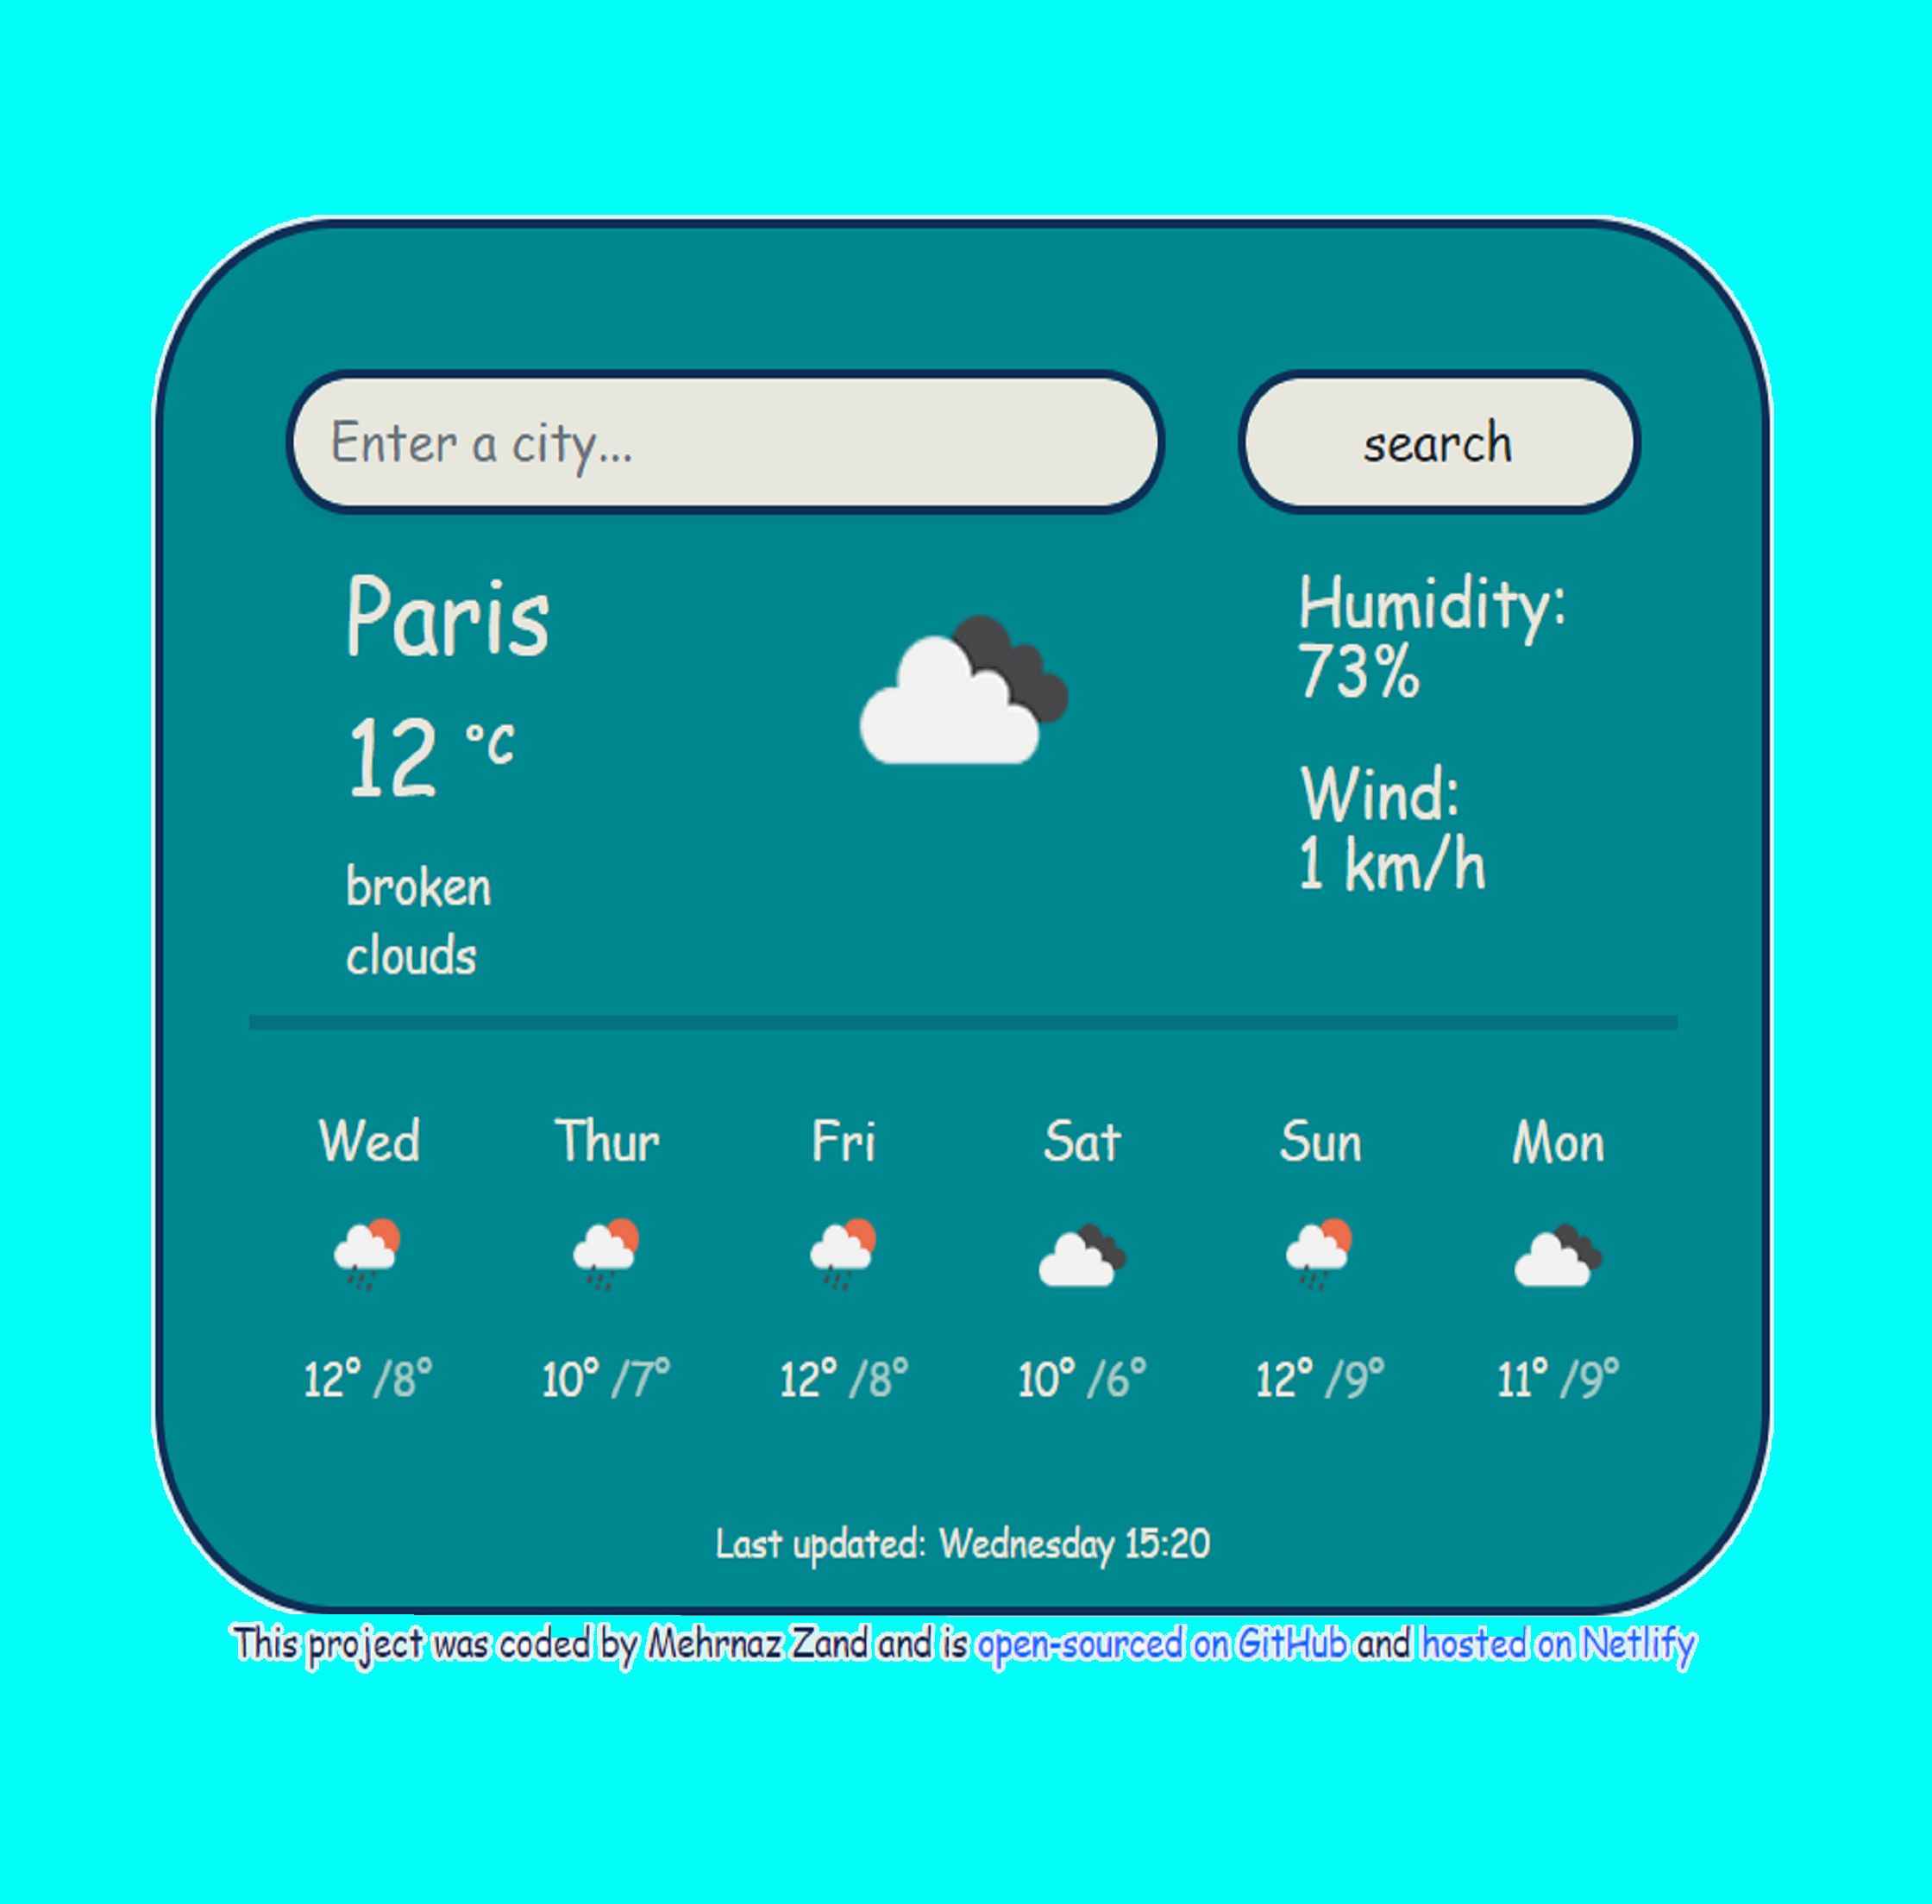 Enter a city...
search
Paris
12 °C
broken
clouds
Humidity:
73%
Wind:
1 km/h
Wed
Thur
Fri
Sat
Sun
Mon
12° /8°
10° /7°
12° /8°
10° /6°
12° /9°
11° /9°
Last updated: Wednesday 15:20
This project was coded by Mehrnaz Zand and is open-sourced on GitHub and hosted on Netlify